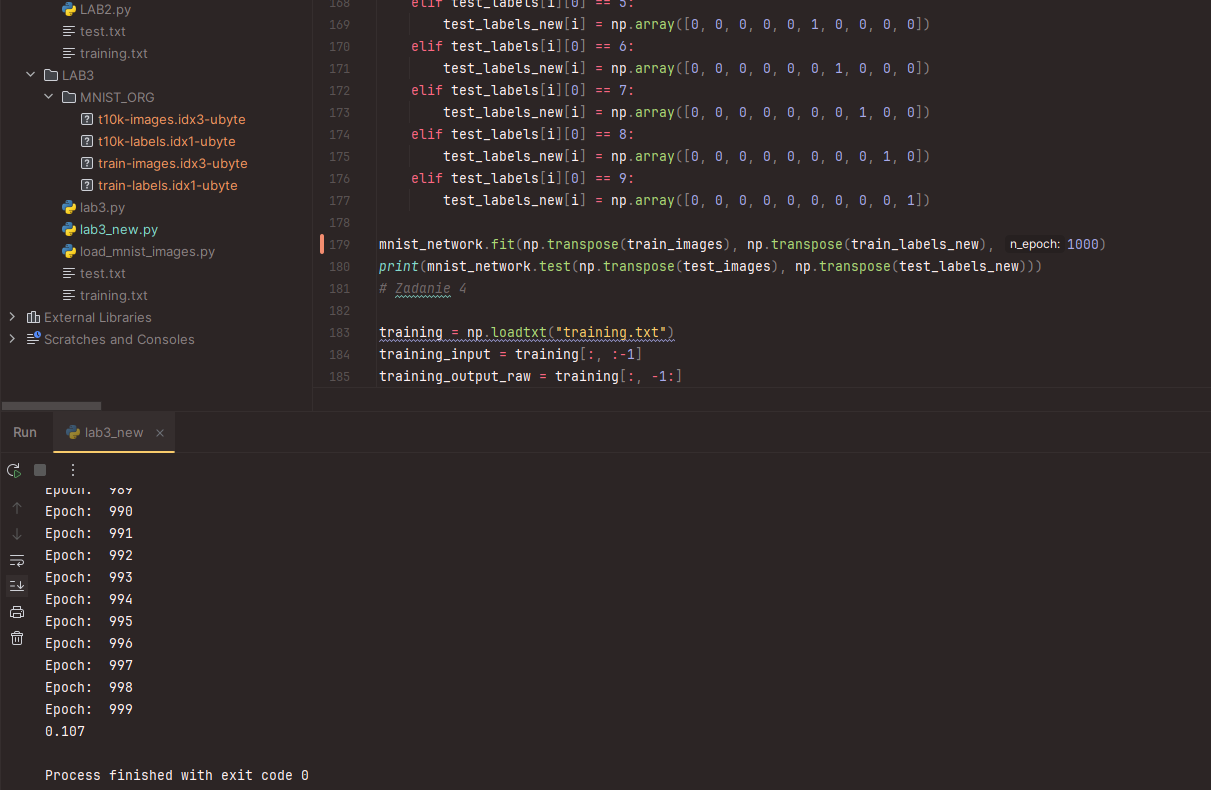 LAB2.py
test.txt
training.txt
LAB3
MNIST_ORG
t10k-images.idx3-ubyte
t10k-labels.idx1-ubyte
train-images.idx3-ubyte
train-labels.idx1-ubyte
lab3.py
lab3_new.py
load_mnist_images.py
test.txt
training.txt
External Libraries
Scratches and Consoles
168 elif test_labels[i][0] == 5:
169 test_labels_new[i] = np.array([0, 0, 0, 0, 0, 1, 0, 0, 0, 0])
170 elif test_labels[i][0] == 6:
171 test_labels_new[i] = np.array([0, 0, 0, 0, 0, 0, 1, 0, 0, 0])
172 elif test_labels[i][0] == 7:
173 test_labels_new[i] = np.array([0, 0, 0, 0, 0, 0, 0, 1, 0, 0])
174 elif test_labels[i][0] == 8:
175 test_labels_new[i] = np.array([0, 0, 0, 0, 0, 0, 0, 0, 1, 0])
176 elif test_labels[i][0] == 9:
177 test_labels_new[i] = np.array([0, 0, 0, 0, 0, 0, 0, 0, 0, 1])
178
179 mnist_network.fit(np.transpose(train_images), np.transpose(train_labels_new), n_epoch: 1000)
180 print(mnist_network.test(np.transpose(test_images), np.transpose(test_labels_new)))
181 # Zadanie 4
182
183 training = np.loadtxt("training.txt")
184 training_input = training[:, :-1]
185 training_output_raw = training[:, -1:]
Run lab3_new
Epoch: 989
Epoch: 990
Epoch: 991
Epoch: 992
Epoch: 993
Epoch: 994
Epoch: 995
Epoch: 996
Epoch: 997
Epoch: 998
Epoch: 999
0.107
Process finished with exit code 0